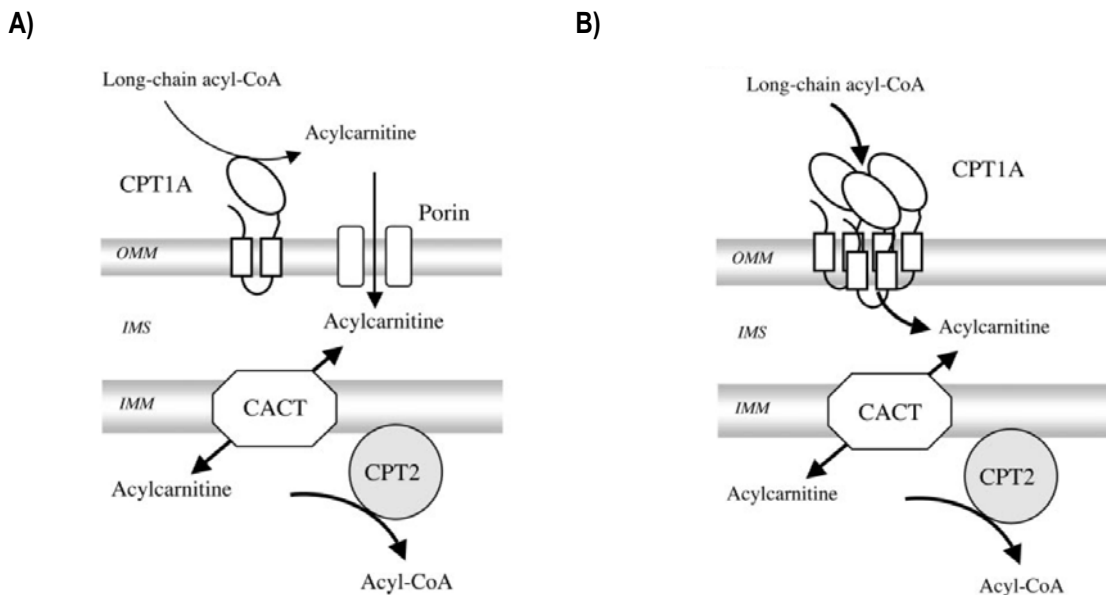 A)
Long-chain acyl-CoA
Acylcarnitine
CPT1A
Porin
OMM
Acylcarnitine
IMS
IMM
CACT
CPT2
Acylcarnitine
Acyl-CoA
B)
Long-chain acyl-CoA
CPT1A
OMM
Acylcarnitine
IMS
IMM
CACT
CPT2
Acylcarnitine
Acyl-CoA